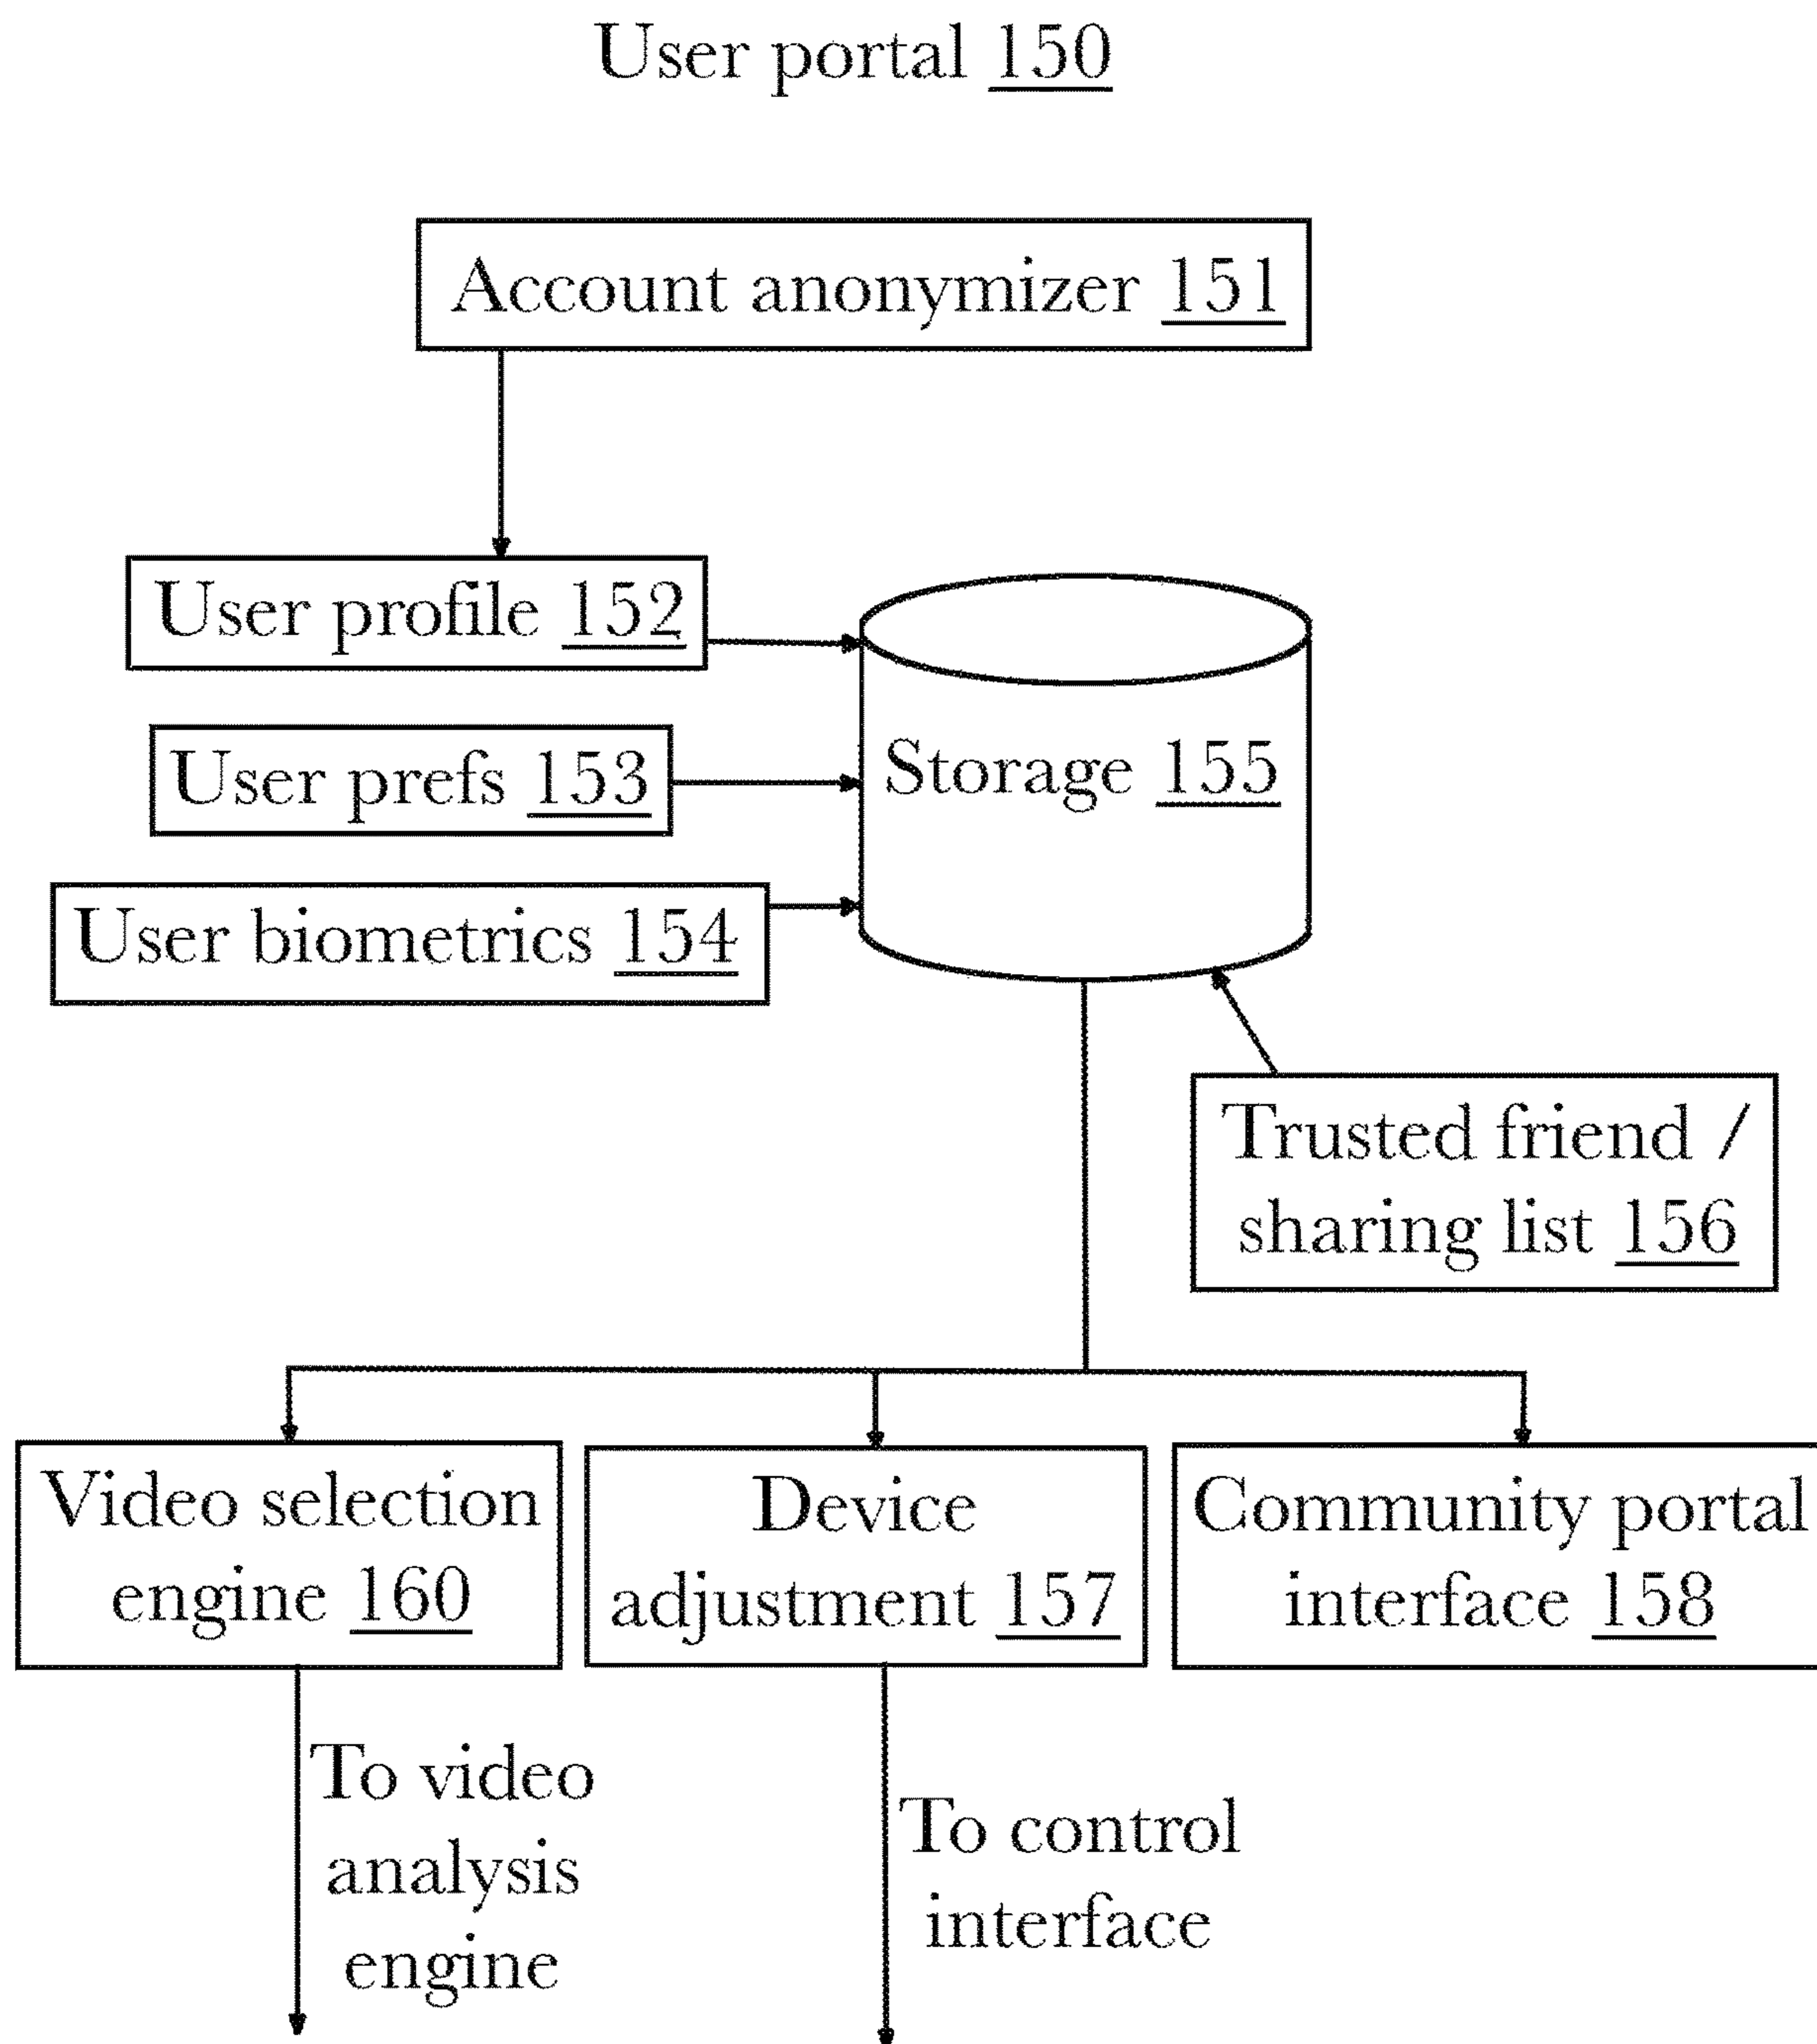 User portal 150
Account anonymizer 151
User profile 152
User prefs 153
Storage 155
User biometrics 154
Trusted friend /
sharing list 156
Video selection
engine 160
Device
adjustment 157
Community portal
interface 158
To video
analysis
engine
To control
interface